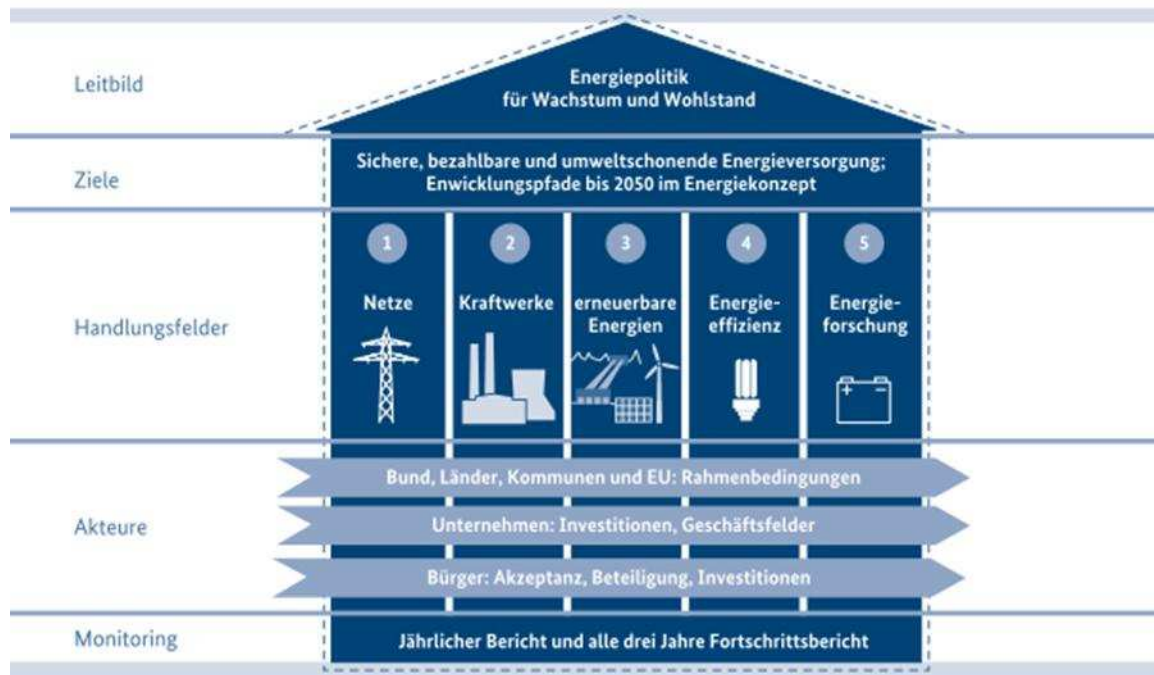 Leitbild
Energiepolitik
für Wachstum und Wohlstand
Ziele
Sichere, bezahlbare und umweltschonende Energieversorgung;
Enwicklungspfade bis 2050 im Energiekonzept
Handlungsfelder
1
Netze
2
Kraftwerke
3
erneuerbare
Energien
4
Energie-
effizienz
5
Energie-
forschung
+ -
Akteure
Bund, Länder, Kommunen und EU: Rahmenbedingungen
Unternehmen: Investitionen, Geschäftsfelder
Bürger: Akzeptanz, Beteiligung, Investitionen
Monitoring
Jährlicher Bericht und alle drei Jahre Fortschrittsbericht